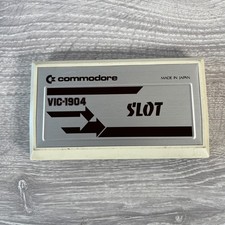 commodore
MADE IN JAPAN
VIC-1904
SLOT